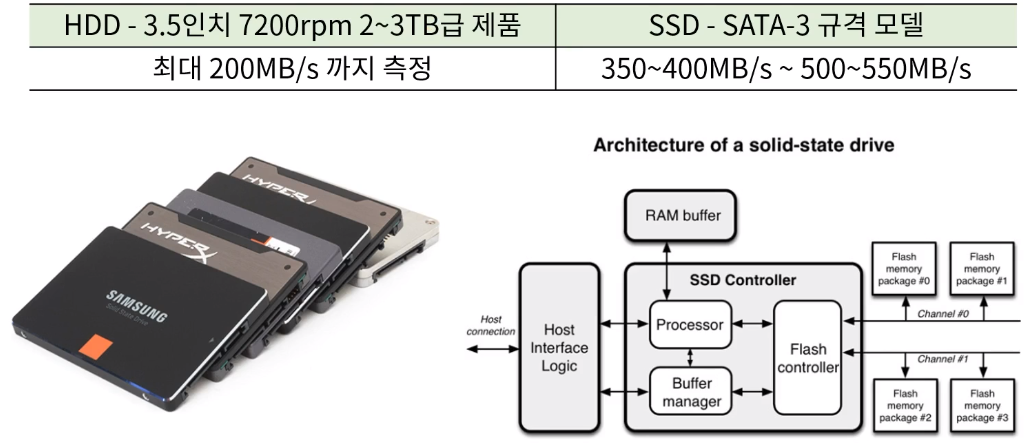 HDD - 3.5인치 7200rpm 2~3TB급 제품
SSD - SATA-3 규격 모델
최대 200MB/s 까지 측정
350~400MB/s ~ 500~550MB/s
HYPERX
HYPERX
SAMSUNG
Solid State Drive
Architecture of a solid-state drive
RAM buffer
SSD Controller
Host
connection
Host
Interface
Logic
Processor
Buffer
manager
Flash
controller
Flash
memory
package #0
Flash
memory
package #1
Channel #0
Channel #1
Flash
memory
package #2
Flash
memory
package #3